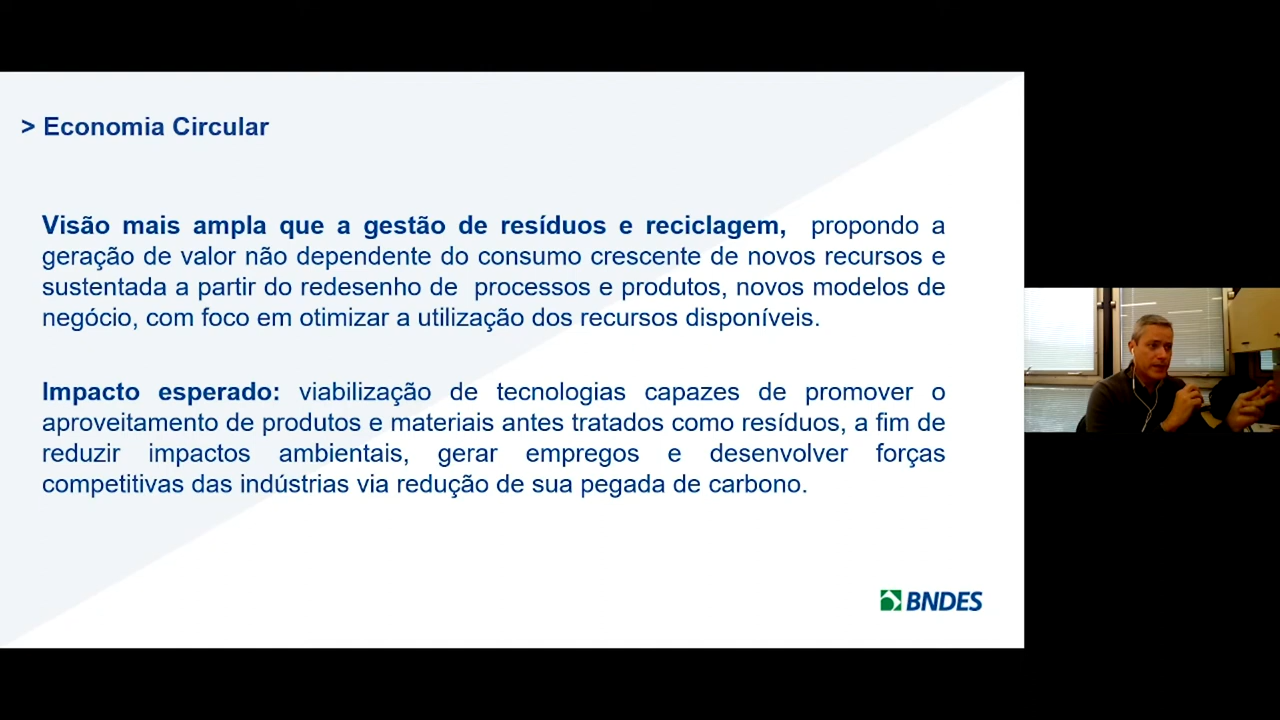 > Economia Circular
Visão mais ampla que a gestão de resíduos e reciclagem, propondo a
geração de valor não dependente do consumo crescente de novos recursos e
sustentada a partir do redesenho de processos e produtos, novos modelos de
negócio, com foco em otimizar a utilização dos recursos disponíveis.
Impacto esperado: viabilização de tecnologias capazes de promover o
aproveitamento de produtos e materiais antes tratados como resíduos, a fim de
reduzir impactos ambientais, gerar empregos e desenvolver forças
competitivas das indústrias via redução de sua pegada de carbono.
BNDES